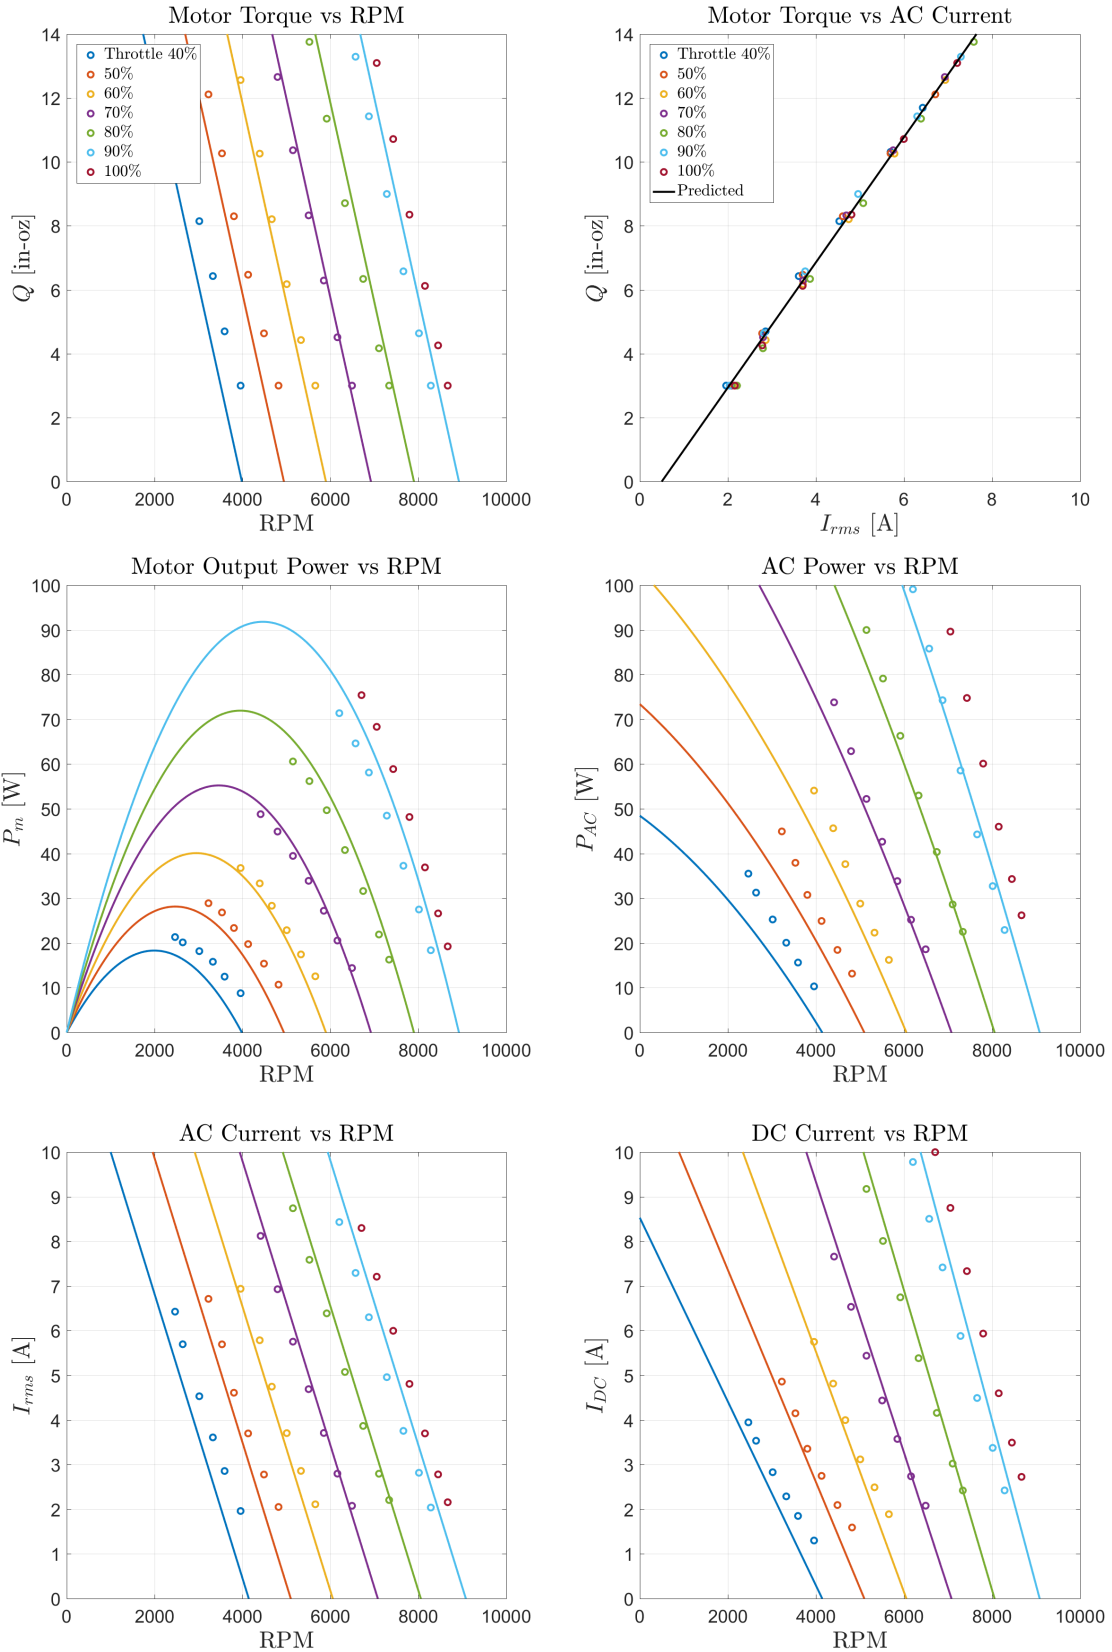 Motor Torque vs RPM
14
12
10
8
6
4
2
0
Q [in-oz]
Throttle 40%
50%
60%
70%
80%
90%
100%
0 2000 4000 6000 8000 10000
RPM
Motor Torque vs AC Current
14
12
10
8
6
4
2
0
Q [in-oz]
Throttle 40%
50%
60%
70%
80%
90%
100%
Predicted
0 2 4 6 8 10
I_rms [A]
Motor Output Power vs RPM
100
90
80
70
60
50
40
30
20
10
0
P_m [W]
0 2000 4000 6000 8000 10000
RPM
AC Power vs RPM
100
90
80
70
60
50
40
30
20
10
0
P_AC [W]
0 2000 4000 6000 8000 10000
RPM
AC Current vs RPM
10
9
8
7
6
5
4
3
2
1
0
I_rms [A]
0 2000 4000 6000 8000 10000
RPM
DC Current vs RPM
10
9
8
7
6
5
4
3
2
1
0
I_DC [A]
0 2000 4000 6000 8000 10000
RPM